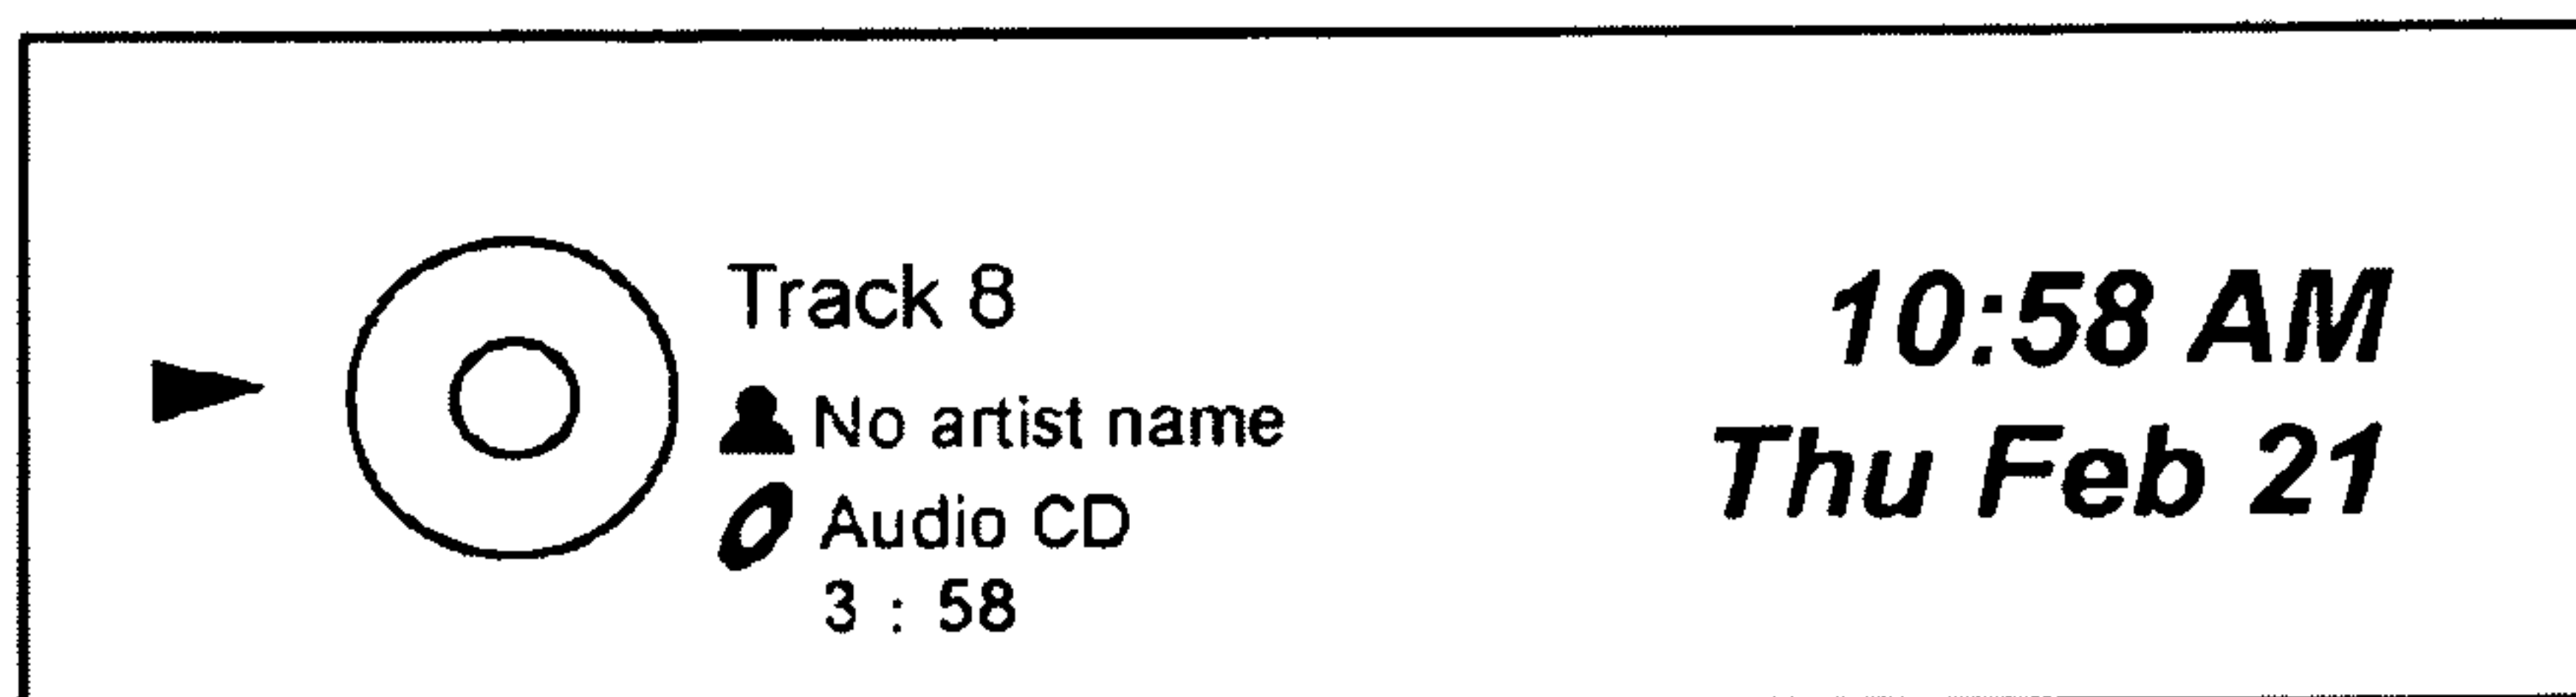 Track 8
No artist name
Audio CD
3 : 58
10:58 AM
Thu Feb 21